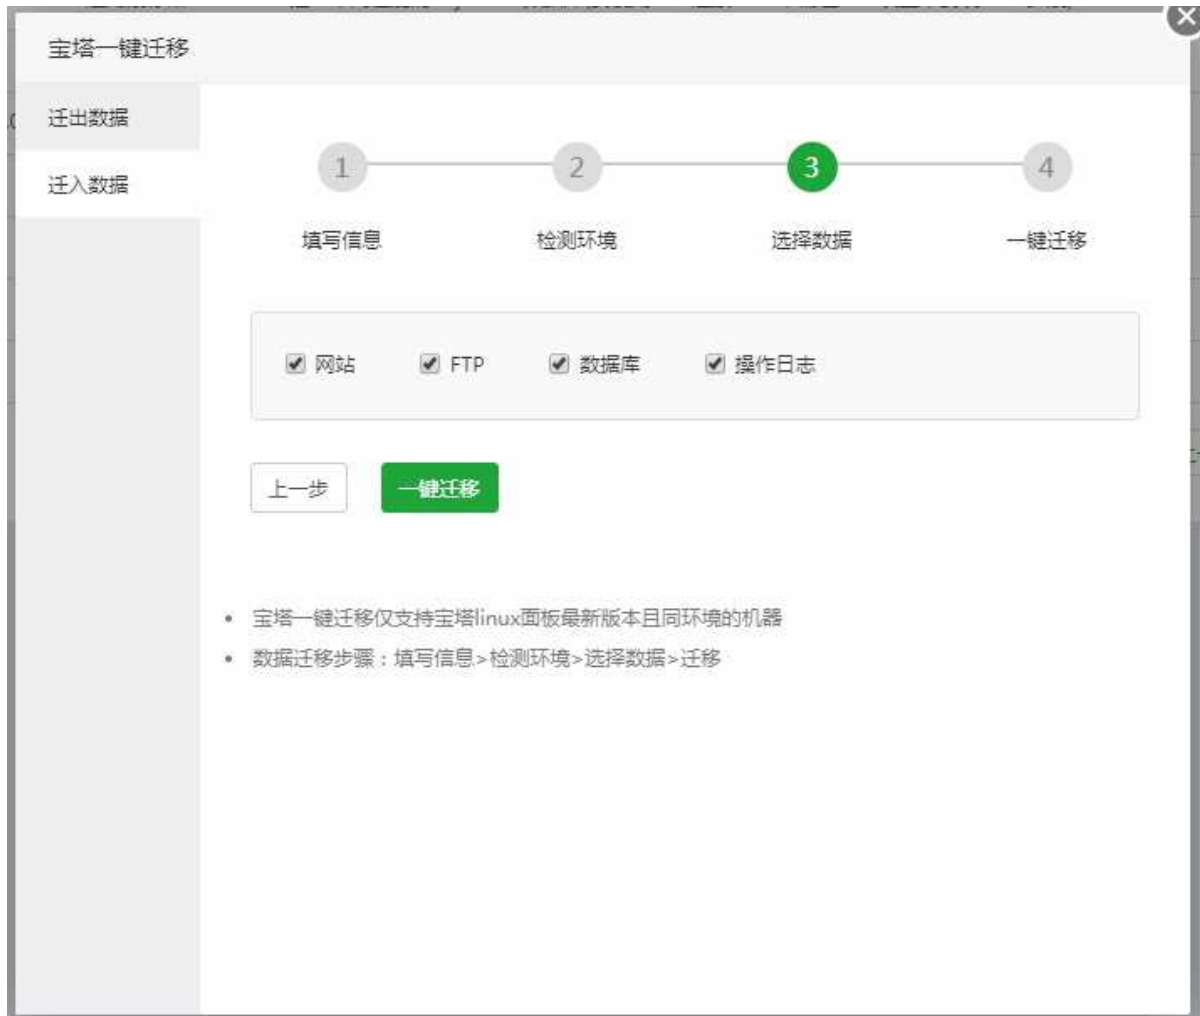 宝塔一键迁移
迁出数据
迁入数据
1 2 3 4
填写信息 检测环境 选择数据 一键迁移
网站 FTP 数据库 操作日志
上一步 一键迁移
宝塔一键迁移仅支持宝塔linux面板最新版本且同环境的机器
数据迁移步骤：填写信息>检测环境>选择数据>迁移